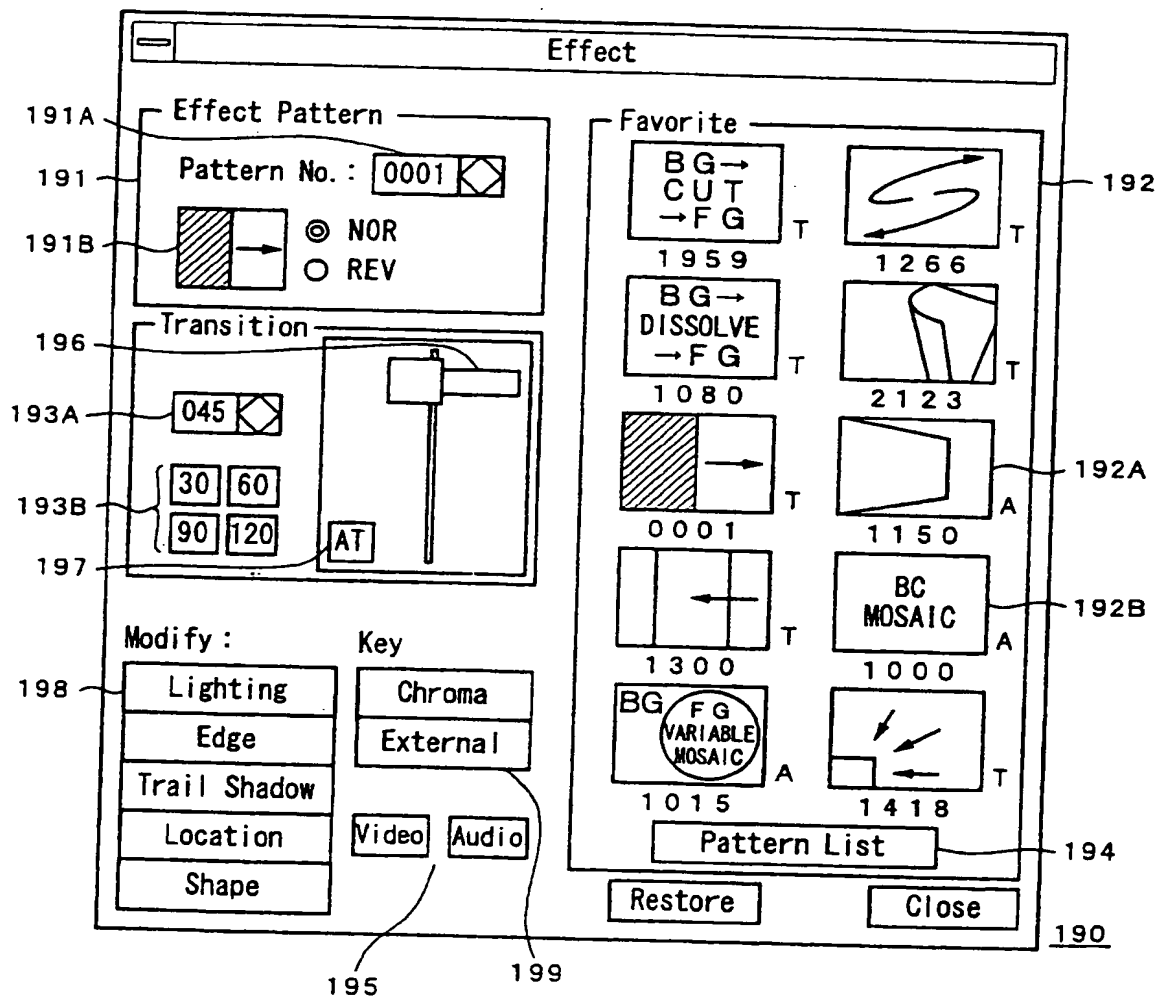 Effect
191A
Effect Pattern
Pattern No. : 0001
191
191B
NOR
REV
Transition
196
193A
045
193B
30 60
90 120
AT
197
Modify :
198
Lighting
Edge
Trail Shadow
Location
Shape
Key
Chroma
External
Video Audio
195
199
Favorite
192
BG→
CUT
→FG
T
1959
T
1266
BG→
DISSOLVE
→FG
T
1080
T
2123
T
0001
192A
A
1150
T
1300
BC
MOSAIC
192B
A
1000
BG
FG
VARIABLE
MOSAIC
A
1015
T
1418
Pattern List
194
Restore
Close
190